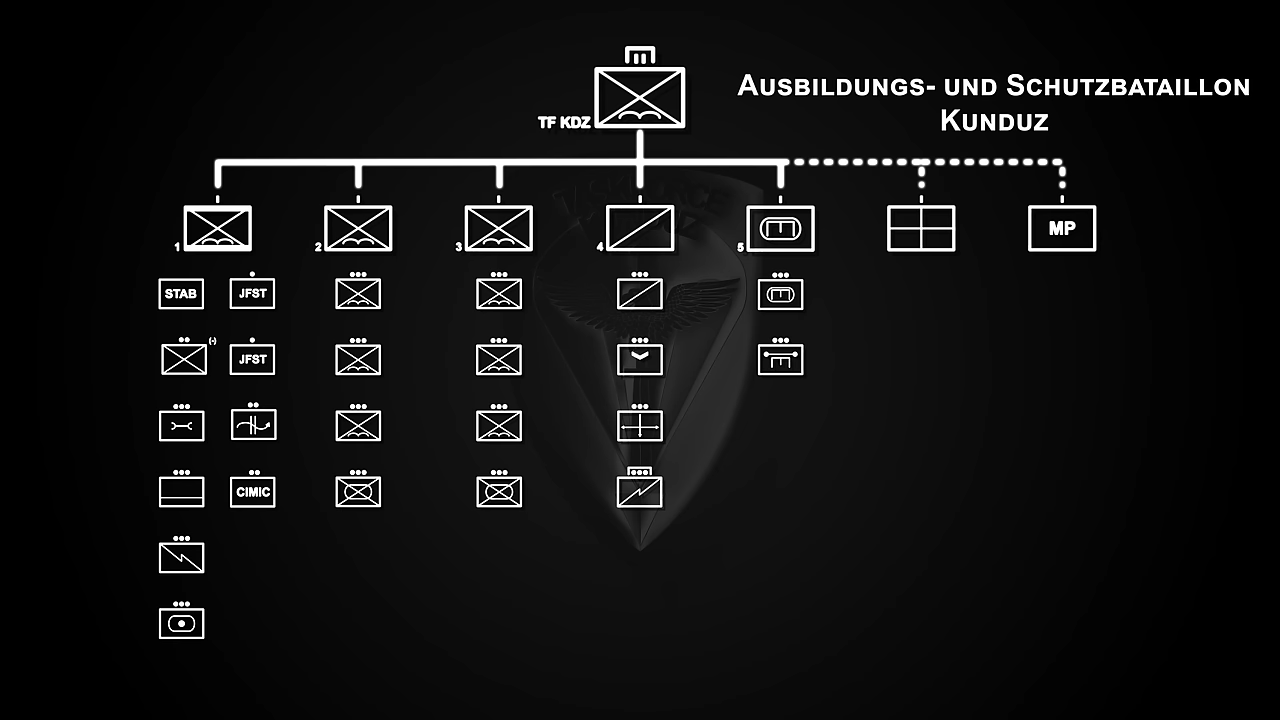 AUSBILDUNGS- UND SCHUTZBATAILLON
KUNDUZ
TF KDZ
1
2
3
4
5
MP
STAB
JFST
(-)
JFST
CIMIC